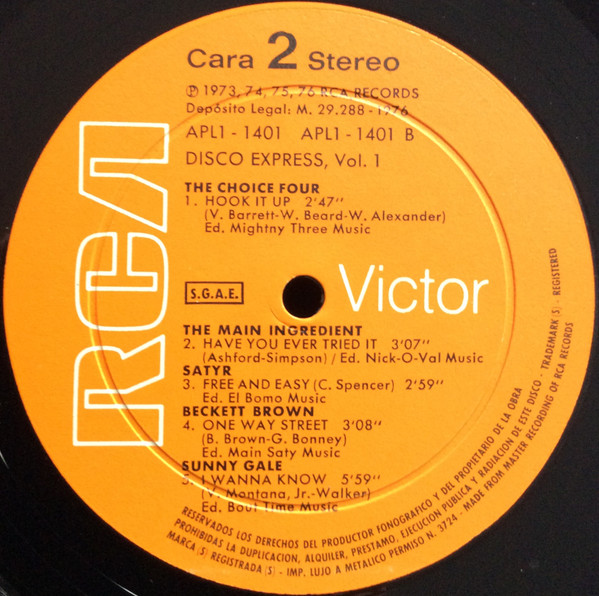 Cara 2 Stereo
℗ 1973, 74, 75, 76 RCA RECORDS
Depósito Legal: M. 29.288 - 1976
APL1 - 1401 APL1 - 1401 B
DISCO EXPRESS, Vol. 1
THE CHOICE FOUR
1. HOOK IT UP 2'47"
(V. Barrett-W. Beard-W. Alexander)
Ed. Mightny Three Music
RCA
S.G.A.E.
Victor
THE MAIN INGREDIENT
2. HAVE YOU EVER TRIED IT 3'07"
(Ashford-Simpson) / Ed. Nick-O-Val Music
SATYR
3. FREE AND EASY (C. Spencer) 2'59"
Ed. El Bomo Music
BECKETT BROWN
4. ONE WAY STREET 3'08"
(B. Brown-G. Bonney)
Ed. Main Saty Music
SUNNY GALE
5. I WANNA KNOW 5'59"
(V. Montana, Jr.-Walker)
Ed. Bout Time Music
RESERVADOS LOS DERECHOS DEL PRODUCTOR FONOGRAFICO Y DEL PROPIETARIO DE LA OBRA
PROHIBIDAS LA DUPLICACION, ALQUILER, PRESTAMO, EJECUCION PUBLICA Y RADIACION DE ESTE DISCO · TRADEMARK(S) · REGISTERED
MARCA(S) REGISTRADA(S) - IMP. LUJO A METALICO PERMISO N. 3724 - MADE FROM MASTER RECORDING OF RCA RECORDS